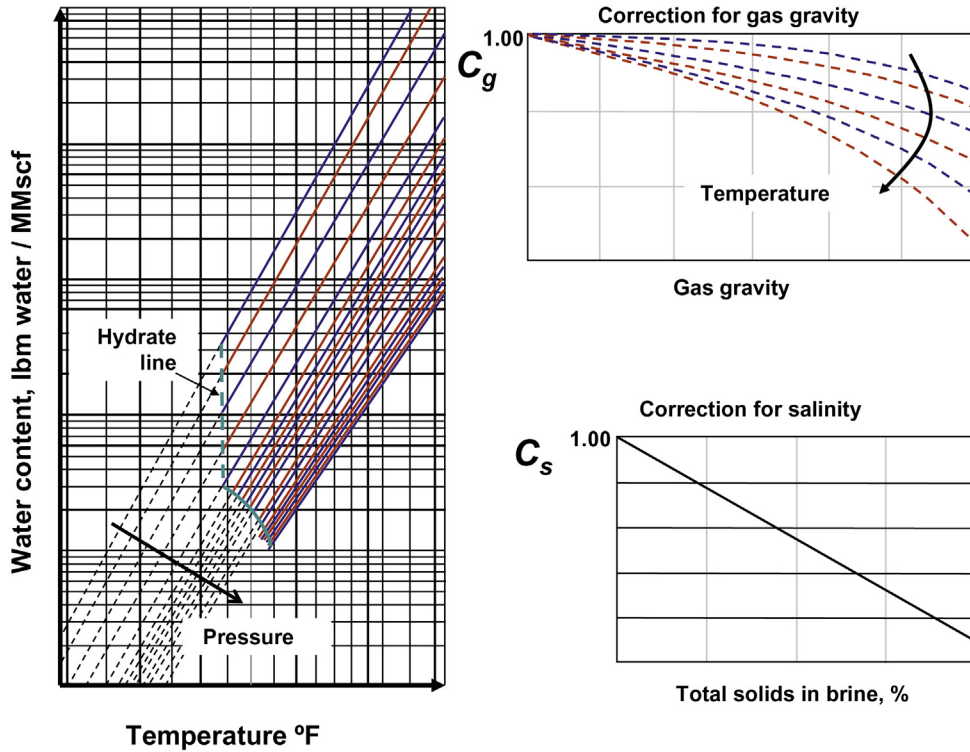 Water content, lbm water / MMscf
Hydrate
line
Pressure
Temperature ºF
Correction for gas gravity
1.00
Cg
Temperature
Gas gravity
Correction for salinity
1.00
Cs
Total solids in brine, %